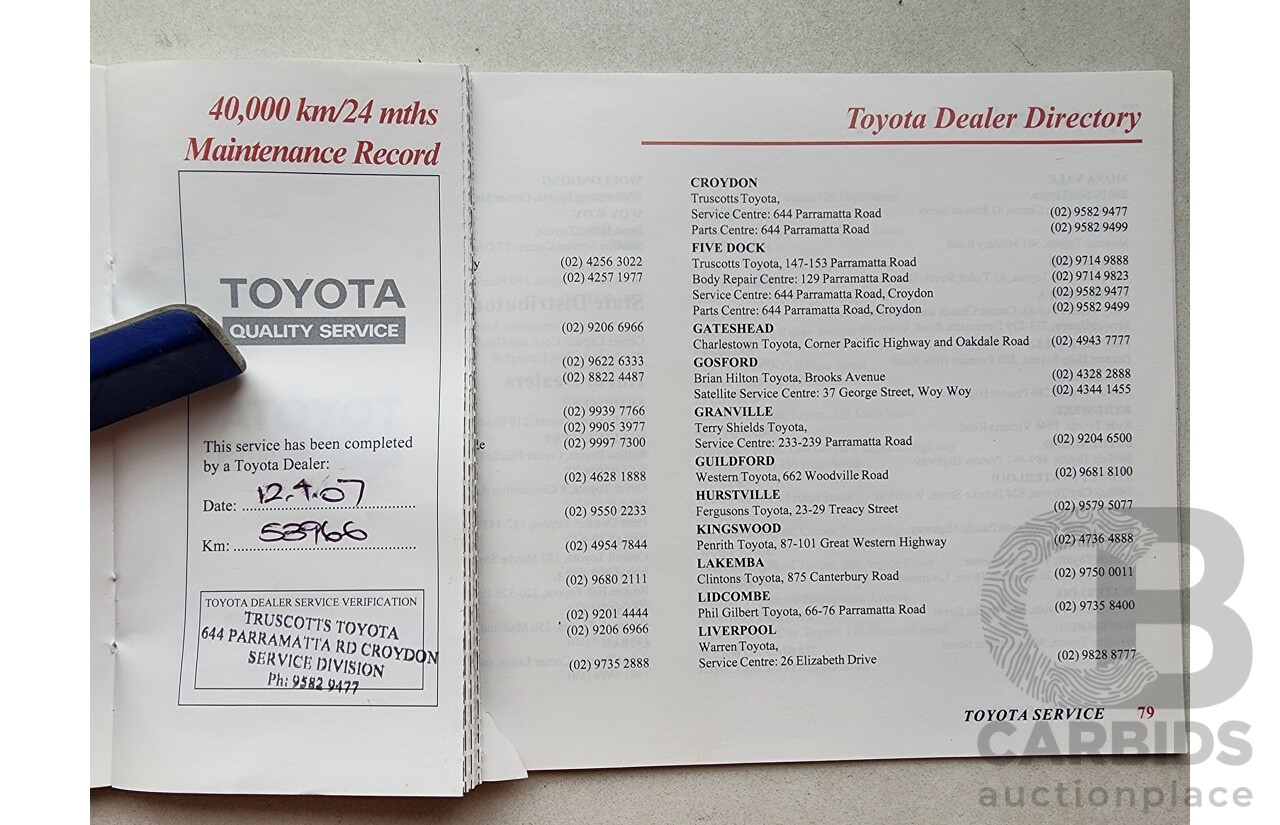 40,000 km/24 mths
Maintenance Record
TOYOTA
QUALITY SERVICE
This service has been completed
by a Toyota Dealer:
Date: 12.4.07
Km: 53966
TOYOTA DEALER SERVICE VERIFICATION
TRUSCOTTS TOYOTA
644 PARRAMATTA RD CROYDON
SERVICE DIVISION
Ph: 9582 9477
(02) 4256 3022
(02) 4257 1977
(02) 9206 6966
(02) 9622 6333
(02) 8822 4487
(02) 9939 7766
(02) 9905 3977
(02) 9997 7300
(02) 4628 1888
(02) 9550 2233
(02) 4954 7844
(02) 9680 2111
(02) 9201 4444
(02) 9206 6966
(02) 9735 2888
Toyota Dealer Directory
CROYDON
Truscotts Toyota,
Service Centre: 644 Parramatta Road (02) 9582 9477
Parts Centre: 644 Parramatta Road (02) 9582 9499
FIVE DOCK
Truscotts Toyota, 147-153 Parramatta Road (02) 9714 9888
Body Repair Centre: 129 Parramatta Road (02) 9714 9823
Service Centre: 644 Parramatta Road, Croydon (02) 9582 9477
Parts Centre: 644 Parramatta Road, Croydon (02) 9582 9499
GATESHEAD
Charlestown Toyota, Corner Pacific Highway and Oakdale Road (02) 4943 7777
GOSFORD
Brian Hilton Toyota, Brooks Avenue (02) 4328 2888
Satellite Service Centre: 37 George Street, Woy Woy (02) 4344 1455
GRANVILLE
Terry Shields Toyota,
Service Centre: 233-239 Parramatta Road (02) 9204 6500
GUILDFORD
Western Toyota, 662 Woodville Road (02) 9681 8100
HURSTVILLE
Fergusons Toyota, 23-29 Treacy Street (02) 9579 5077
KINGSWOOD
Penrith Toyota, 87-101 Great Western Highway (02) 4736 4888
LAKEMBA
Clintons Toyota, 875 Canterbury Road (02) 9750 0011
LIDCOMBE
Phil Gilbert Toyota, 66-76 Parramatta Road (02) 9735 8400
LIVERPOOL
Warren Toyota,
Service Centre: 26 Elizabeth Drive (02) 9828 8777
TOYOTA SERVICE 79
CARBIDS
auctionplace